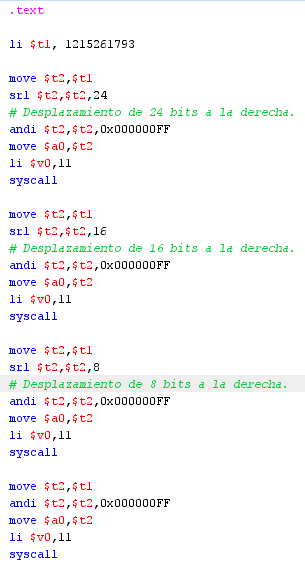 .text
li $t1, 1215261793
move $t2,$t1
srl $t2,$t2,24
# Desplazamiento de 24 bits a la derecha.
andi $t2,$t2,0x000000FF
move $a0,$t2
li $v0,11
syscall
move $t2,$t1
srl $t2,$t2,16
# Desplazamiento de 16 bits a la derecha.
andi $t2,$t2,0x000000FF
move $a0,$t2
li $v0,11
syscall
move $t2,$t1
srl $t2,$t2,8
# Desplazamiento de 8 bits a la derecha.
andi $t2,$t2,0x000000FF
move $a0,$t2
li $v0,11
syscall
move $t2,$t1
andi $t2,$t2,0x000000FF
move $a0,$t2
li $v0,11
syscall